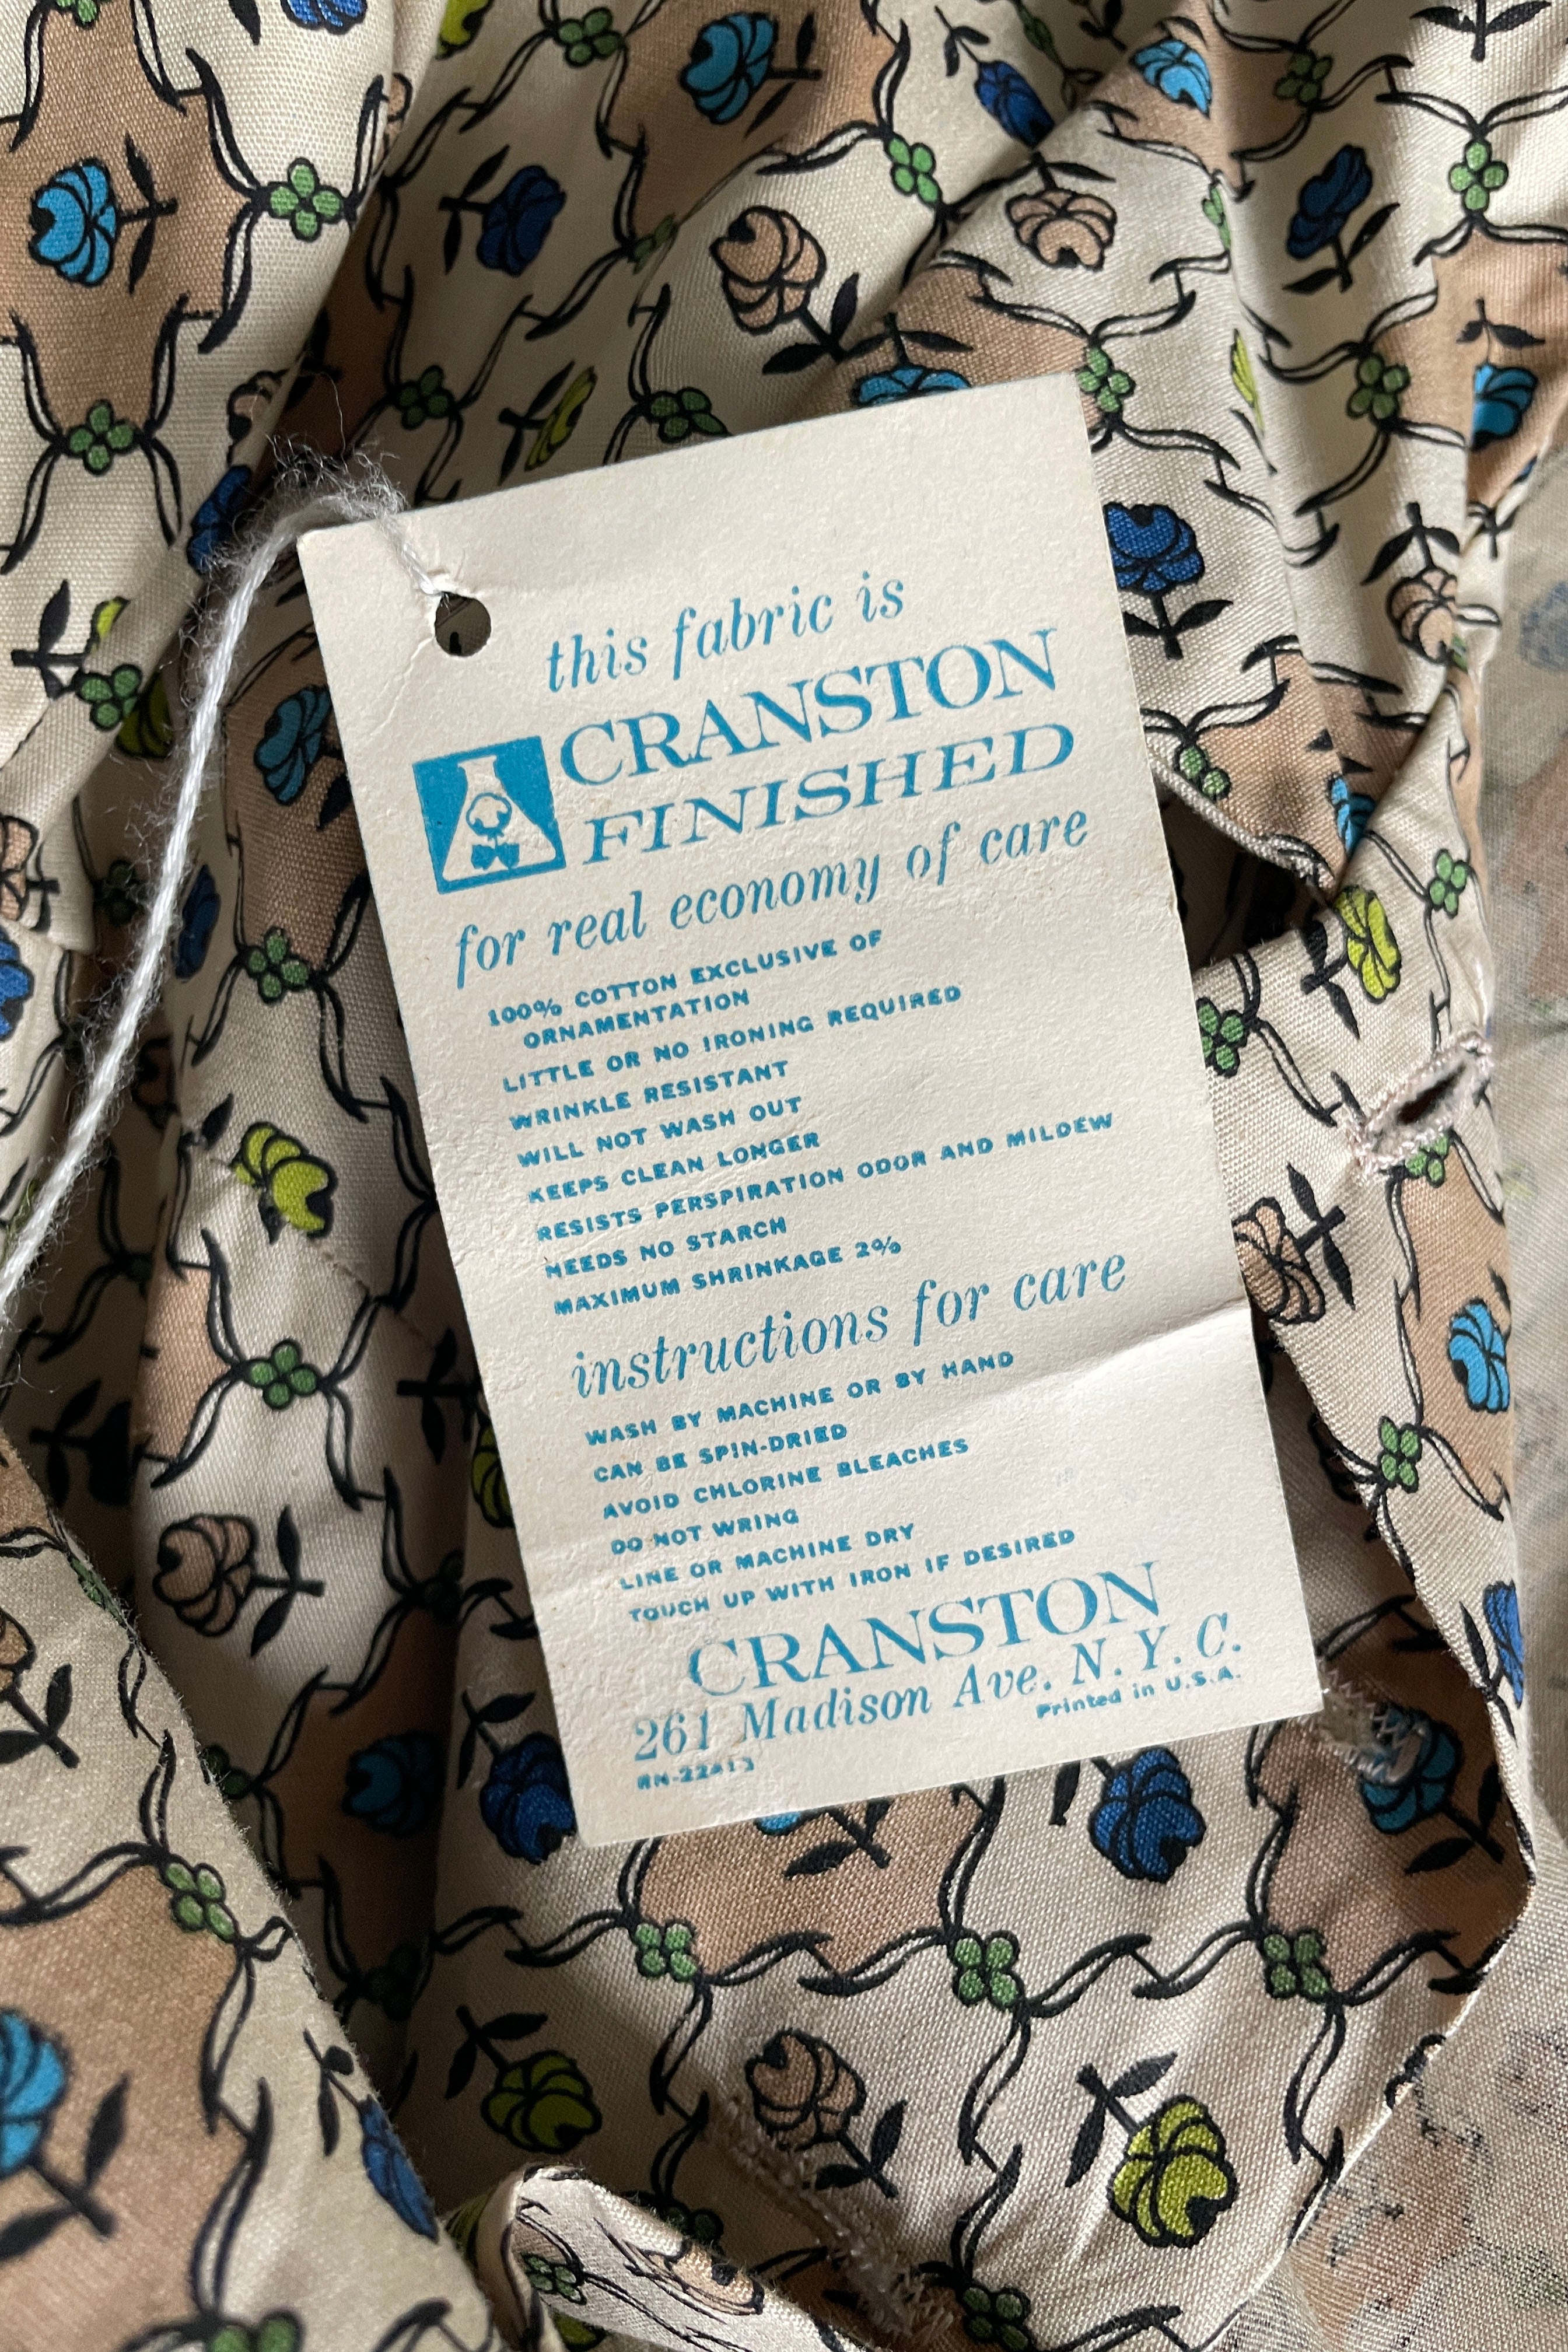 this fabric is
CRANSTON
FINISHED
for real economy of care
100% COTTON EXCLUSIVE OF
ORNAMENTATION
LITTLE OR NO IRONING REQUIRED
WRINKLE RESISTANT
WILL NOT WASH OUT
KEEPS CLEAN LONGER
RESISTS PERSPIRATION ODOR AND MILDEW
NEEDS NO STARCH
MAXIMUM SHRINKAGE 2%
instructions for care
WASH BY MACHINE OR BY HAND
CAN BE SPIN-DRIED
AVOID CHLORINE BLEACHES
DO NOT WRING
LINE OR MACHINE DRY
TOUCH UP WITH IRON IF DESIRED
CRANSTON
261 Madison Ave. N.Y.C.
Printed in U.S.A.